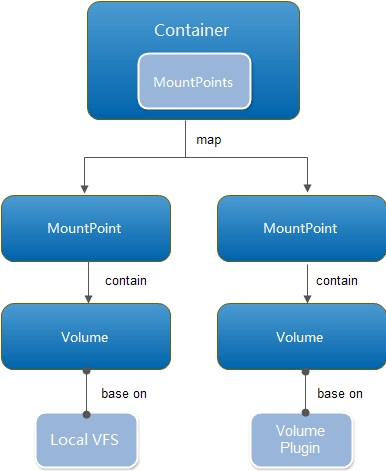 Container
MountPoints
map
MountPoint
MountPoint
contain
contain
Volume
Volume
base on
base on
Local VFS
Volume
Plugin